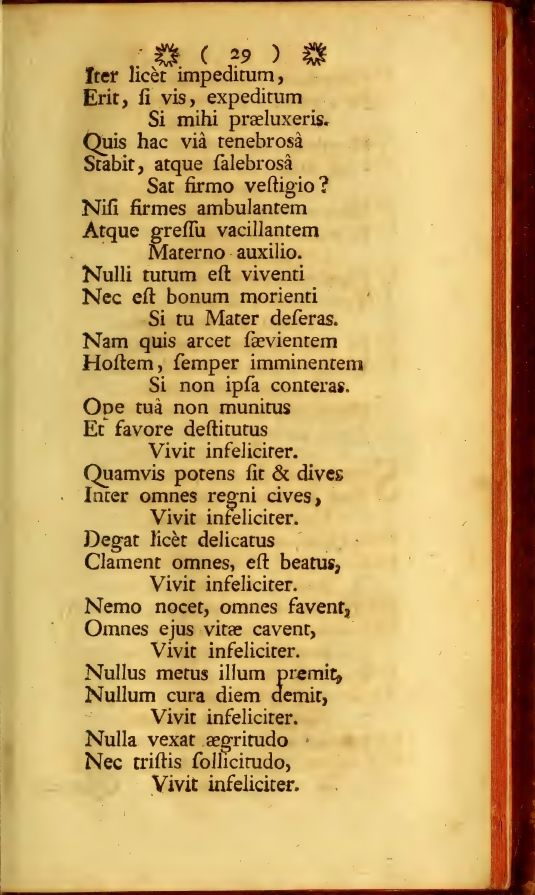 ( 29 )
Iter licèt impeditum,
Erit, ſi vis, expeditum
Si mihi præluxeris.
Quis hac viâ tenebroſâ
Stabit, atque ſalebroſâ
Sat firmo veſtigio?
Niſi firmes ambulantem
Atque greſſu vacillantem
Materno auxilio.
Nulli tutum eſt viventi
Nec eſt bonum morienti
Si tu Mater deſeras.
Nam quis arcet ſævientem
Hoſtem, ſemper imminentem
Si non ipſa conteras.
Ope tuâ non munitus
Et favore deſtitutus
Vivit infeliciter.
Quamvis potens ſit & dives
Inter omnes regni cives,
Vivit infeliciter.
Degat licèt delicatus
Clament omnes, eſt beatus,
Vivit infeliciter.
Nemo nocet, omnes favent,
Omnes ejus vitæ cavent,
Vivit infeliciter.
Nullus metus illum premit,
Nullum cura diem demit,
Vivit infeliciter.
Nulla vexat ægritudo
Nec triſtis ſollicitudo,
Vivit infeliciter.